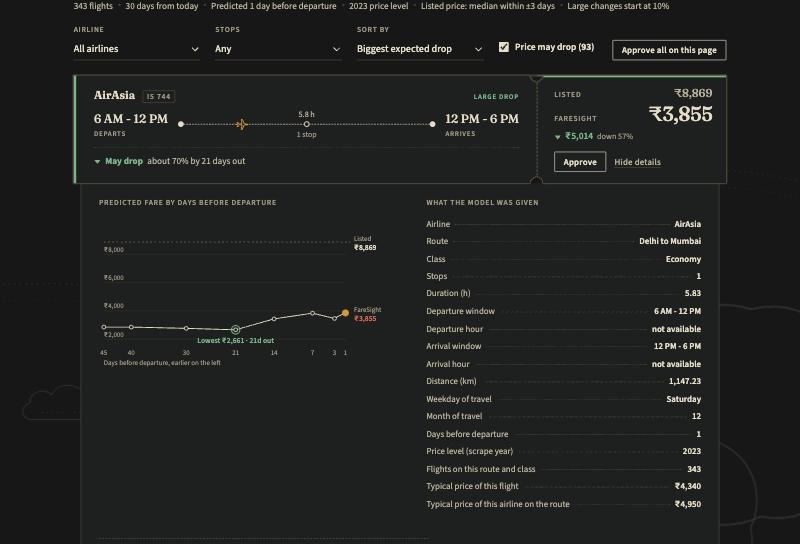 343 flights • 30 days from today • Predicted 1 day before departure • 2023 price level • Listed price: median within ±3 days • Large changes start at 10%
AIRLINE
All airlines
STOPS
Any
SORT BY
Biggest expected drop
Price may drop (93)
Approve all on this page
AirAsia
I5 744
LARGE DROP
6 AM - 12 PM
DEPARTS
5.8 h
1 stop
12 PM - 6 PM
ARRIVES
May drop about 70% by 21 days out
LISTED
₹8,869
FARESIGHT
₹3,855
₹5,014 down 57%
Approve
Hide details
PREDICTED FARE BY DAYS BEFORE DEPARTURE
Listed
₹8,869
₹8,000
₹6,000
₹4,000
FareSight
₹3,855
₹2,000
Lowest ₹2,661 · 21d out
45 40 30 21 14 7 3 1
Days before departure, earlier on the left
WHAT THE MODEL WAS GIVEN
Airline AirAsia
Route Delhi to Mumbai
Class Economy
Stops 1
Duration (h) 5.83
Departure window 6 AM - 12 PM
Departure hour not available
Arrival window 12 PM - 6 PM
Arrival hour not available
Distance (km) 1,147.23
Weekday of travel Saturday
Month of travel 12
Days before departure 1
Price level (scrape year) 2023
Flights on this route and class 343
Typical price of this flight ₹4,340
Typical price of this airline on the route ₹4,950